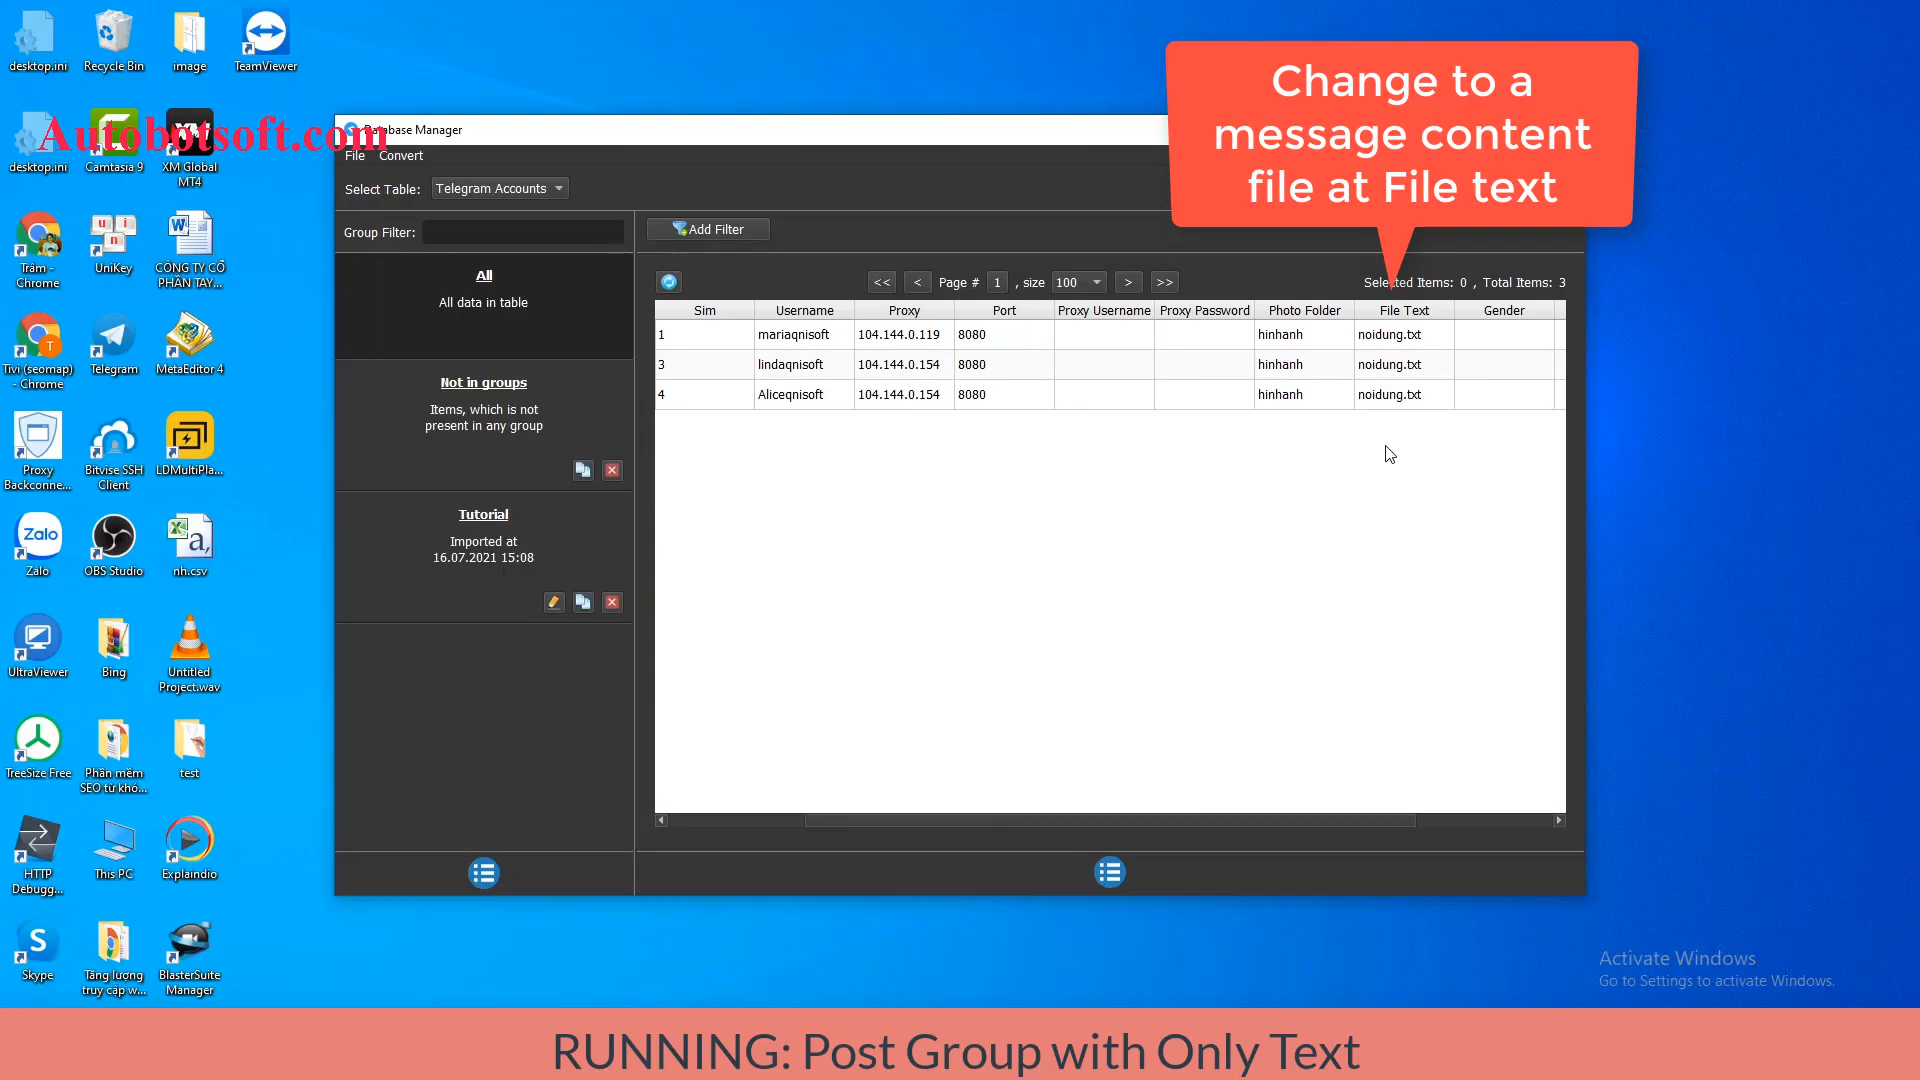 desktop.ini
Recycle Bin
image
TeamViewer
Change to a
message content
file at File text
Autobotsoft.com
desktop.ini
Camtasia 9
XM Global
MT4
Database Manager
File
Convert
Select Table:
Telegram Accounts
Group Filter:
Add Filter
Trâm -
Chrome
UniKey
CÔNG TY CỔ
PHẦN TAY...
All
All data in table
<< < Page # 1 , size 100 > >>
Selected Items: 0 , Total Items: 3
Sim Username Proxy Port Proxy Username Proxy Password Photo Folder File Text Gender
1 mariaqnisoft 104.144.0.119 8080 hinhanh noidung.txt
3 lindaqnisoft 104.144.0.154 8080 hinhanh noidung.txt
4 Aliceqnisoft 104.144.0.154 8080 hinhanh noidung.txt
Tivi (seomap)
- Chrome
Telegram
MetaEditor 4
Not in groups
Items, which is not
present in any group
Proxy
Backconne...
Bitvise SSH
Client
LDMultiPla...
Tutorial
Imported at
16.07.2021 15:08
Zalo
Zalo
OBS Studio
nh.csv
UltraViewer
Bing
Untitled
Project.wav
TreeSize Free
Phần mềm
SEO từ khó...
test
HTTP
Debugg...
This PC
Explaindio
Skype
Tăng lượng
truy cập w...
BlasterSuite
Manager
Activate Windows
Go to Settings to activate Windows.
RUNNING: Post Group with Only Text